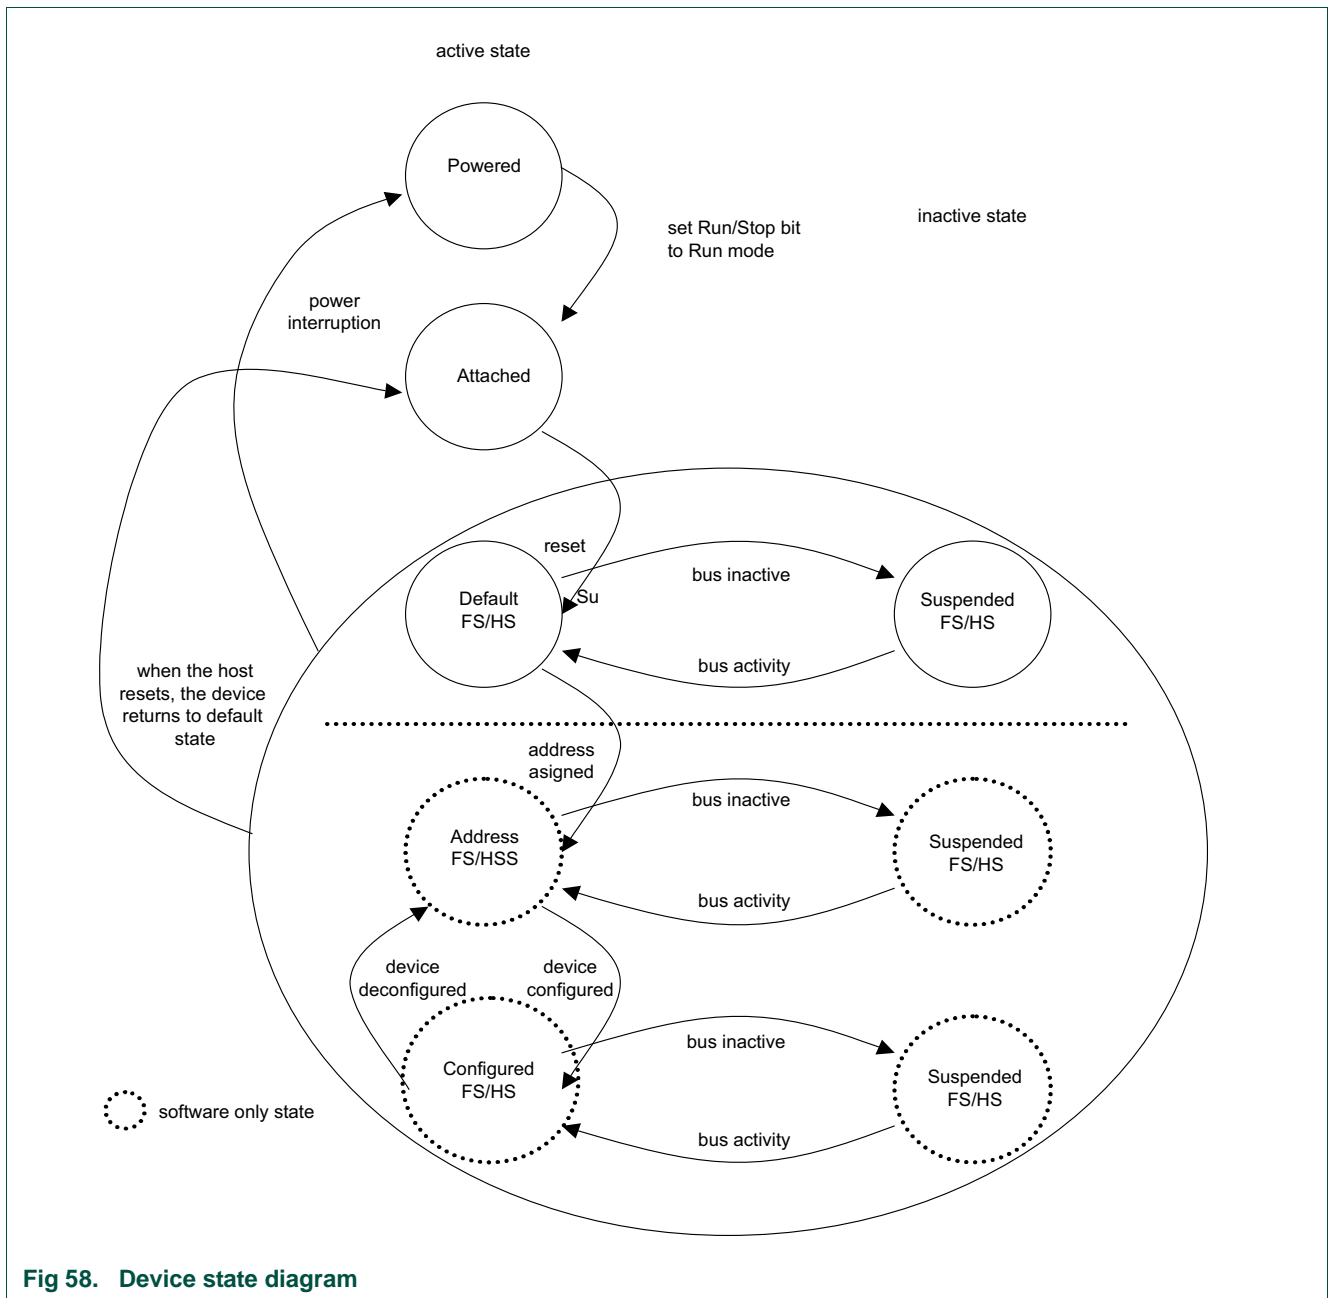 active state
Powered
inactive state
set Run/Stop bit
to Run mode
power
interruption
Attached
reset
bus inactive
Su
Default
FS/HS
Suspended
FS/HS
bus activity
when the host
resets, the device
returns to default
state
address
asigned
bus inactive
Address
FS/HSS
Suspended
FS/HS
bus activity
device
deconfigured
device
configured
bus inactive
Configured
FS/HS
Suspended
FS/HS
software only state
bus activity
Fig 58. Device state diagram